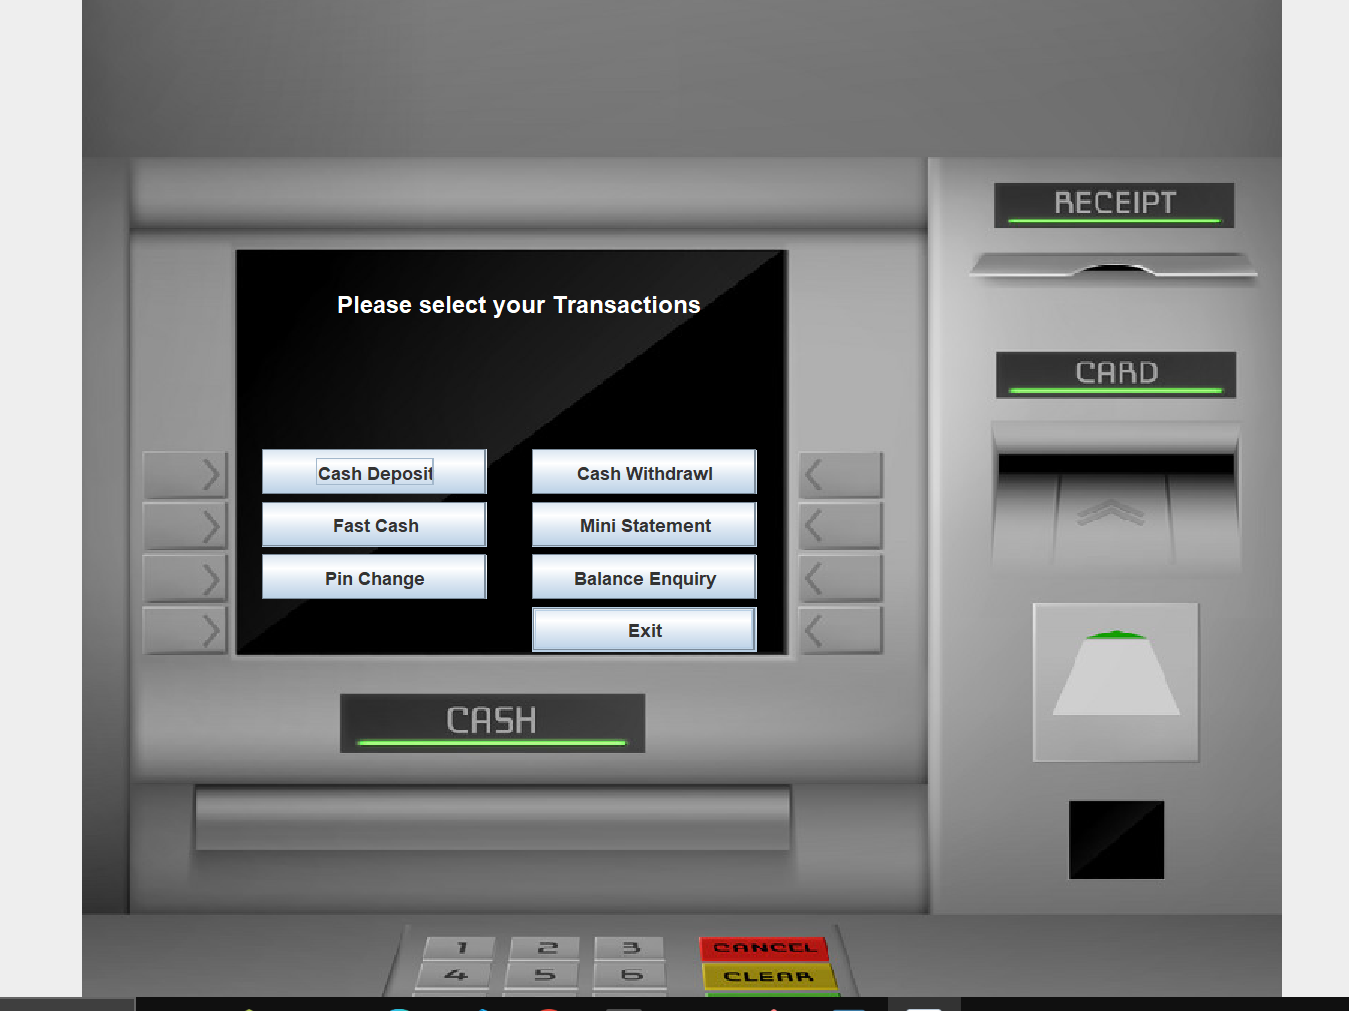 RECEIPT
Please select your Transactions
CARD
Cash Deposit
Cash Withdrawl
Fast Cash
Mini Statement
Pin Change
Balance Enquiry
Exit
CASH
1 2 3 CANCEL
4 5 6 CLEAR